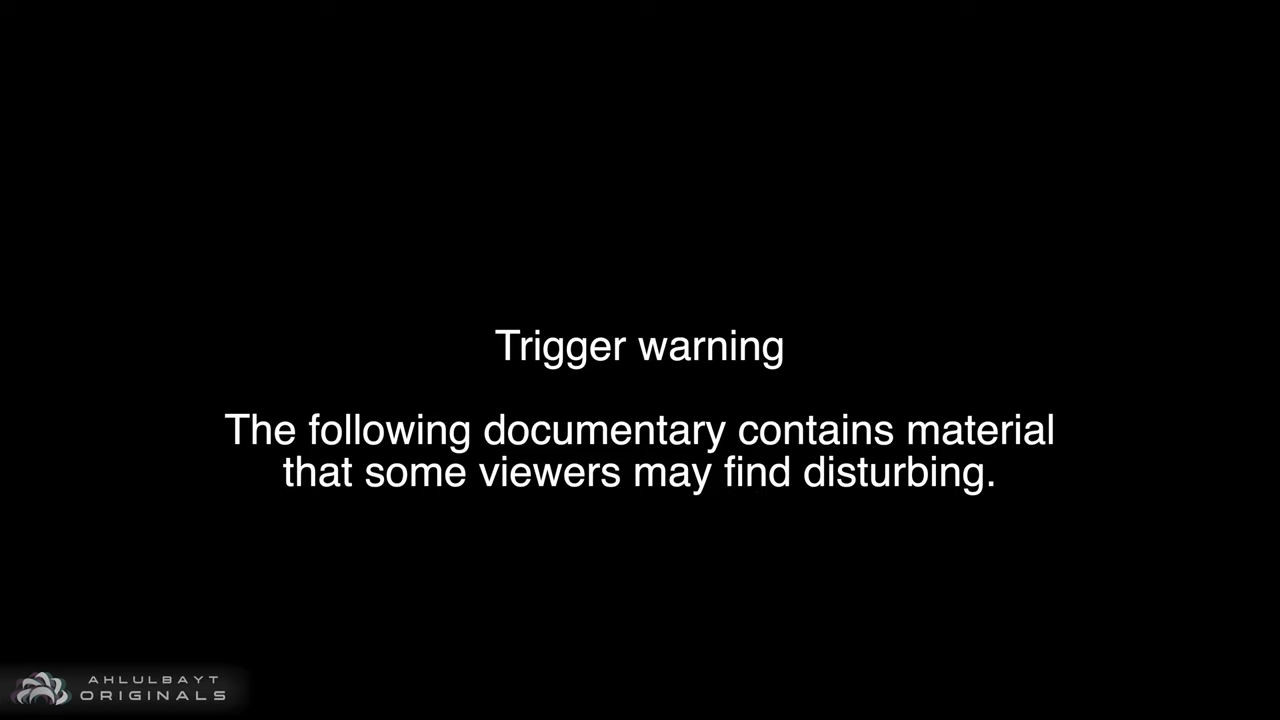 Trigger warning
The following documentary contains material
that some viewers may find disturbing.
AHLULBAYT
ORIGINALS